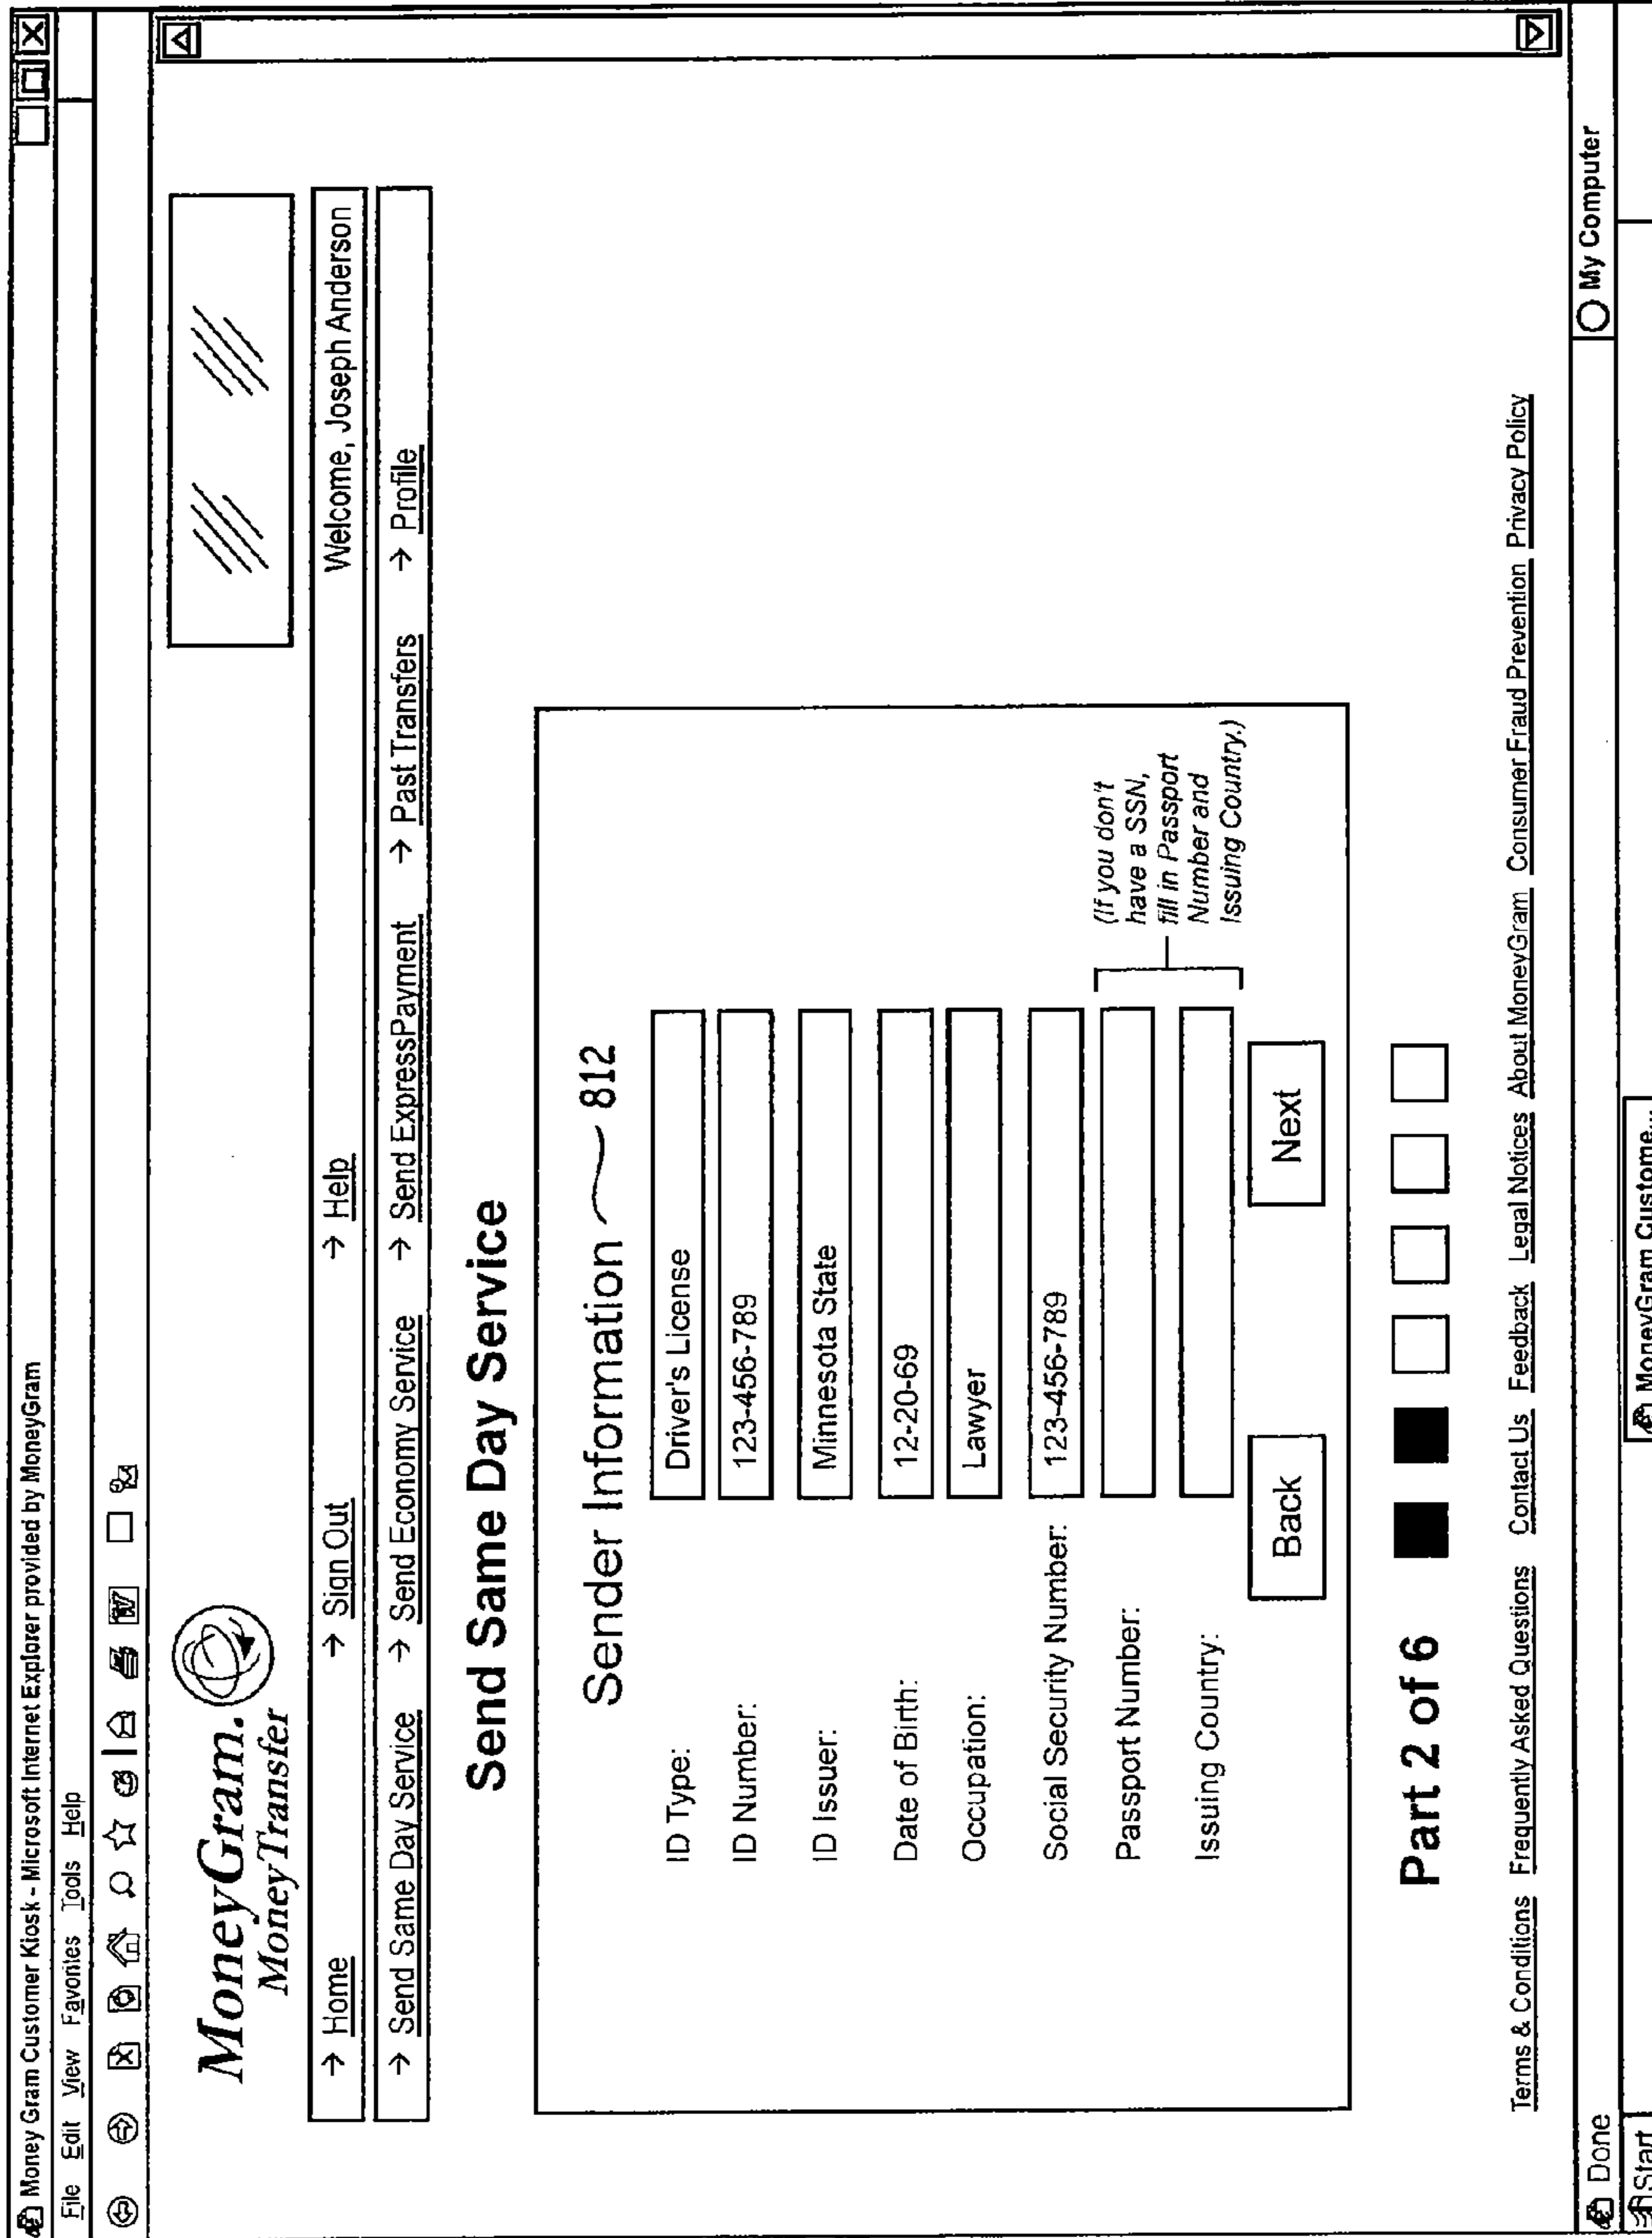 Money Gram Customer Kiosk - Microsoft Internet Explorer provided by MoneyGram
File Edit View Favorites Tools Help
MoneyGram.
MoneyTransfer
→ Home → Sign Out → Help Welcome, Joseph Anderson
→ Send Same Day Service → Send Economy Service → Send ExpressPayment → Past Transfers → Profile
Send Same Day Service
Sender Information 812
ID Type: Driver's License
ID Number: 123-456-789
ID Issuer: Minnesota State
Date of Birth: 12-20-69
Occupation: Lawyer
Social Security Number: 123-456-789
Passport Number:
Issuing Country:
(If you don't
have a SSN,
fill in Passport
Number and
Issuing Country.)
Back Next
Part 2 of 6
Terms & Conditions Frequently Asked Questions Contact Us Feedback Legal Notices About MoneyGram Consumer Fraud Prevention Privacy Policy
Done My Computer
Start MoneyGram Custome...